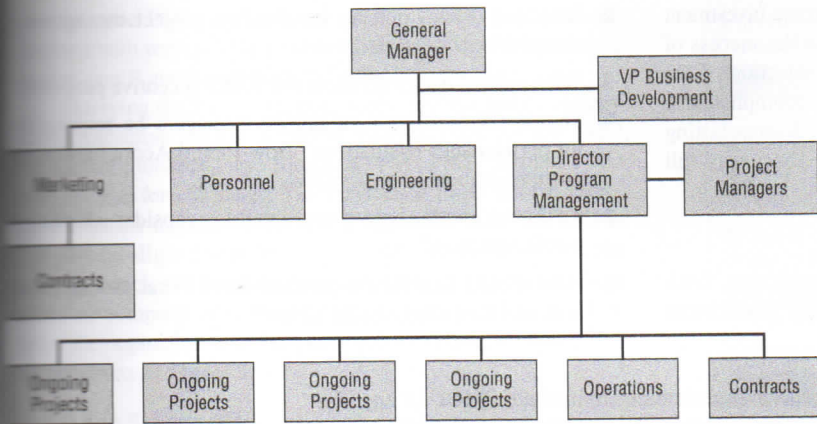 General
Manager
VP Business
Development
Marketing
Personnel
Engineering
Director
Program
Management
Project
Managers
Contracts
Ongoing
Projects
Ongoing
Projects
Ongoing
Projects
Ongoing
Projects
Operations
Contracts